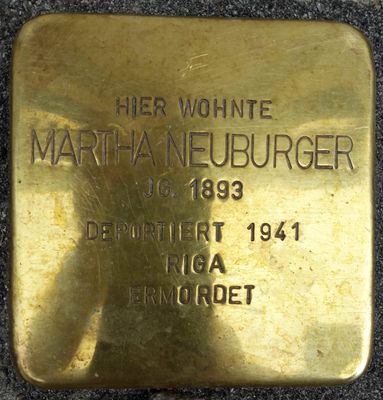 HIER WOHNTE
MARTHA NEUBURGER
JG. 1893
DEPORTIERT 1941
RIGA
ERMORDET